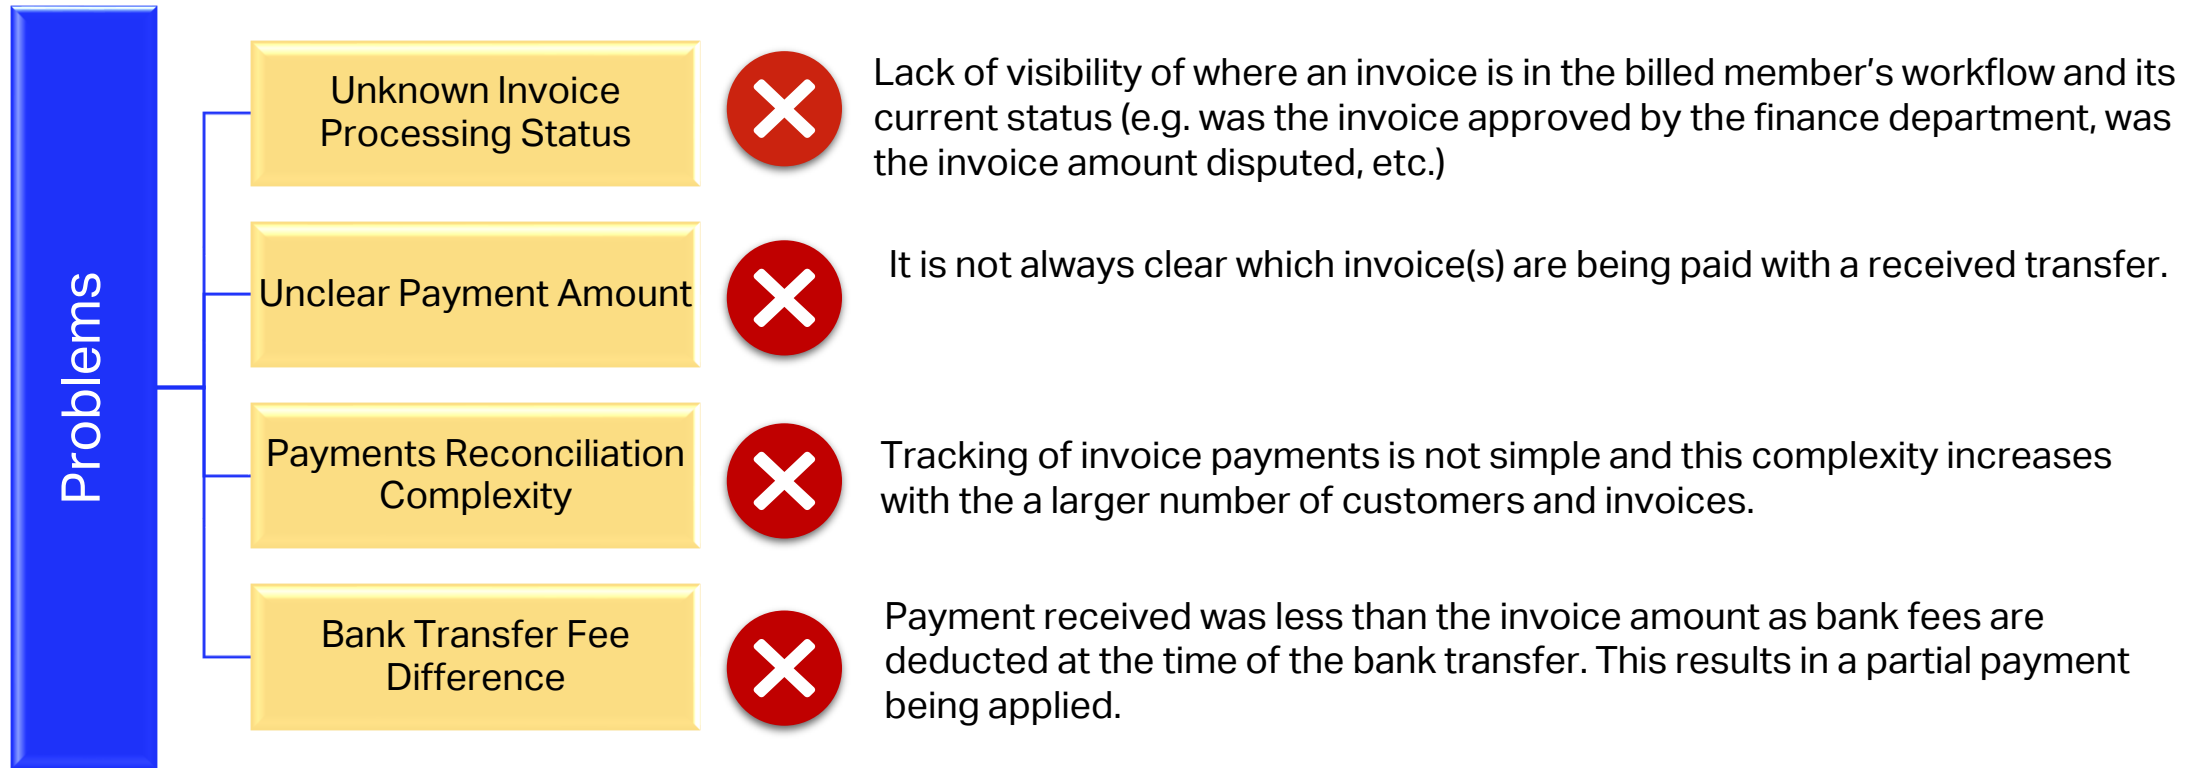 Problems
Unknown Invoice
Processing Status
Lack of visibility of where an invoice is in the billed member’s workflow and its
current status (e.g. was the invoice approved by the finance department, was
the invoice amount disputed, etc.)
Unclear Payment Amount
It is not always clear which invoice(s) are being paid with a received transfer.
Payments Reconciliation
Complexity
Tracking of invoice payments is not simple and this complexity increases
with the a larger number of customers and invoices.
Bank Transfer Fee
Difference
Payment received was less than the invoice amount as bank fees are
deducted at the time of the bank transfer. This results in a partial payment
being applied.